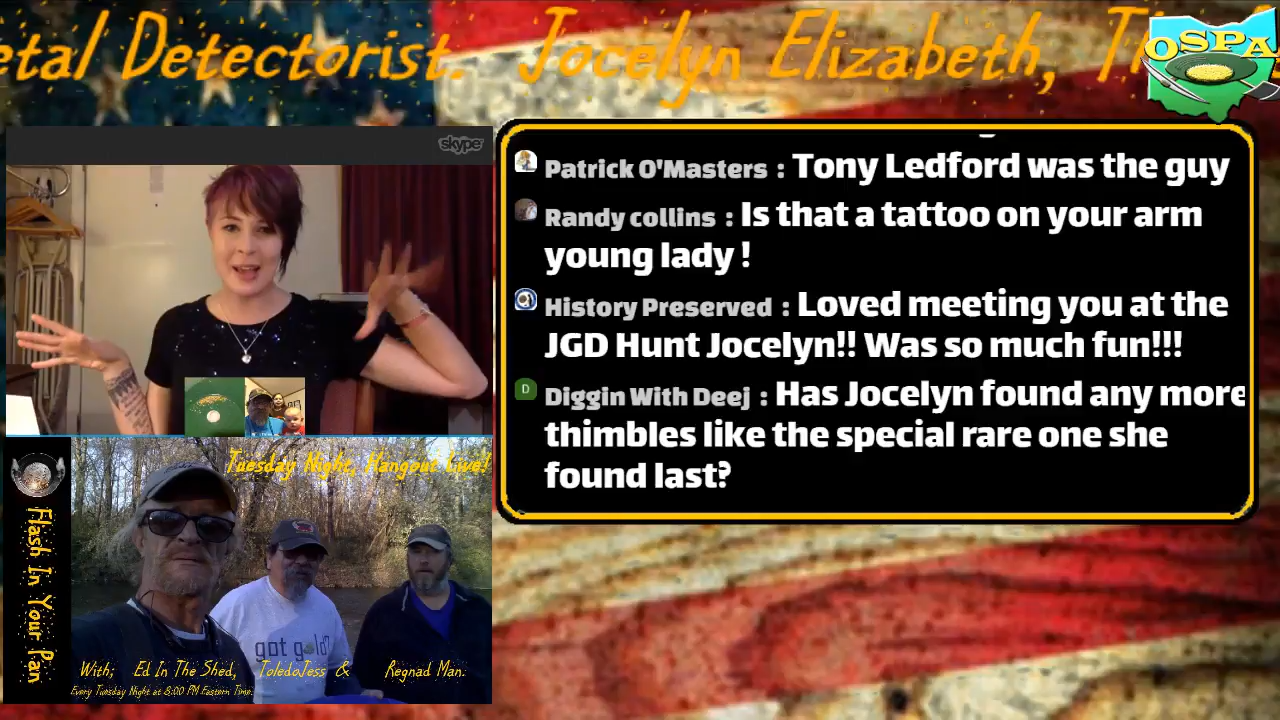 etal Detectorist. Jocelyn Elizabeth, Th
OSPA
skype
Patrick O'Masters : Tony Ledford was the guy
Randy collins : Is that a tattoo on your arm
young lady !
History Preserved : Loved meeting you at the
JGD Hunt Jocelyn!! Was so much fun!!!
D
Diggin With Deej : Has Jocelyn found any more
thimbles like the special rare one she
found last?
Tuesday Night, Hangout Live!
Flash In Your Pan
got gold?
With; Ed In The Shed, ToledoJess & Regnad Man.
Every Tuesday Night at 8:00 PM Eastern Time.